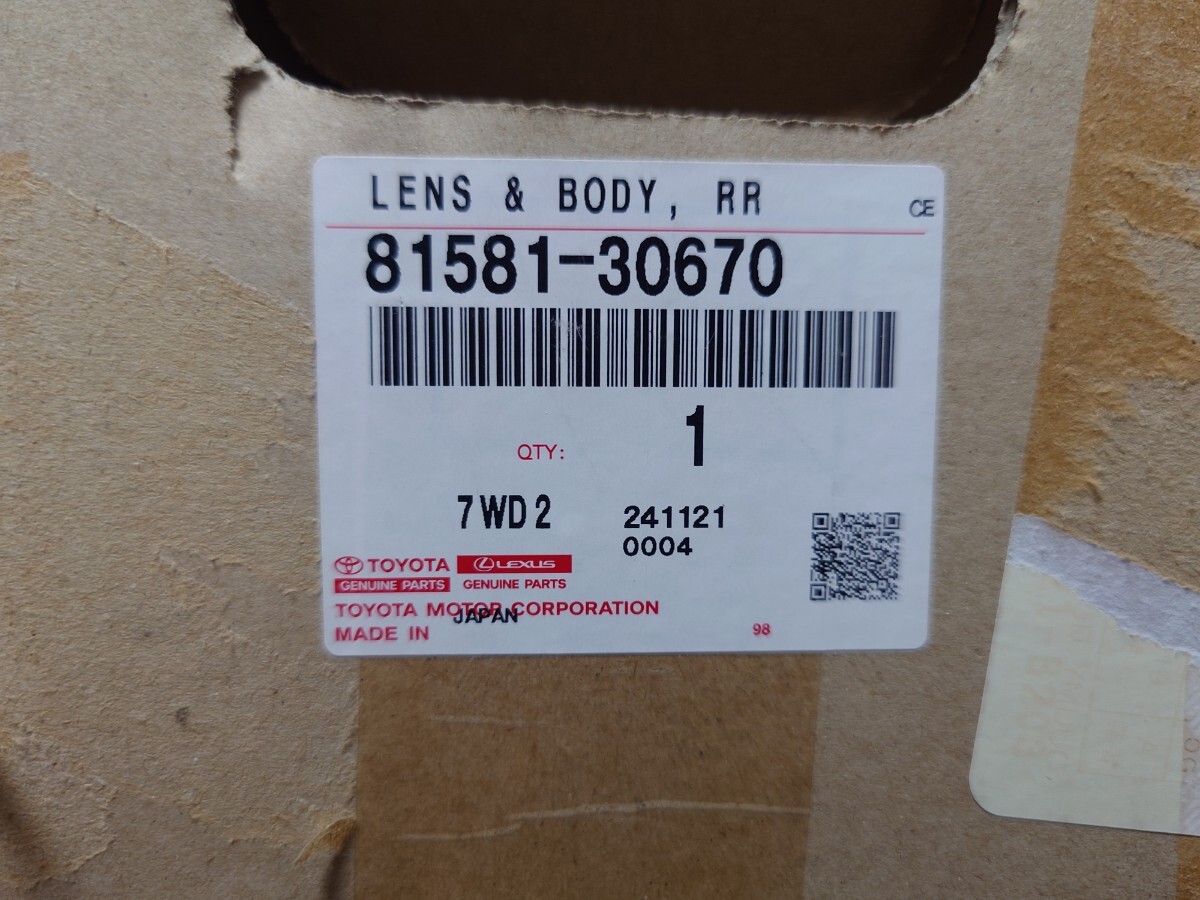 LENS & BODY, RR
CE
81581-30670
QTY: 1
7WD2 241121
0004
TOYOTA LEXUS
GENUINE PARTS GENUINE PARTS
TOYOTA MOTOR CORPORATION
MADE IN JAPAN
98